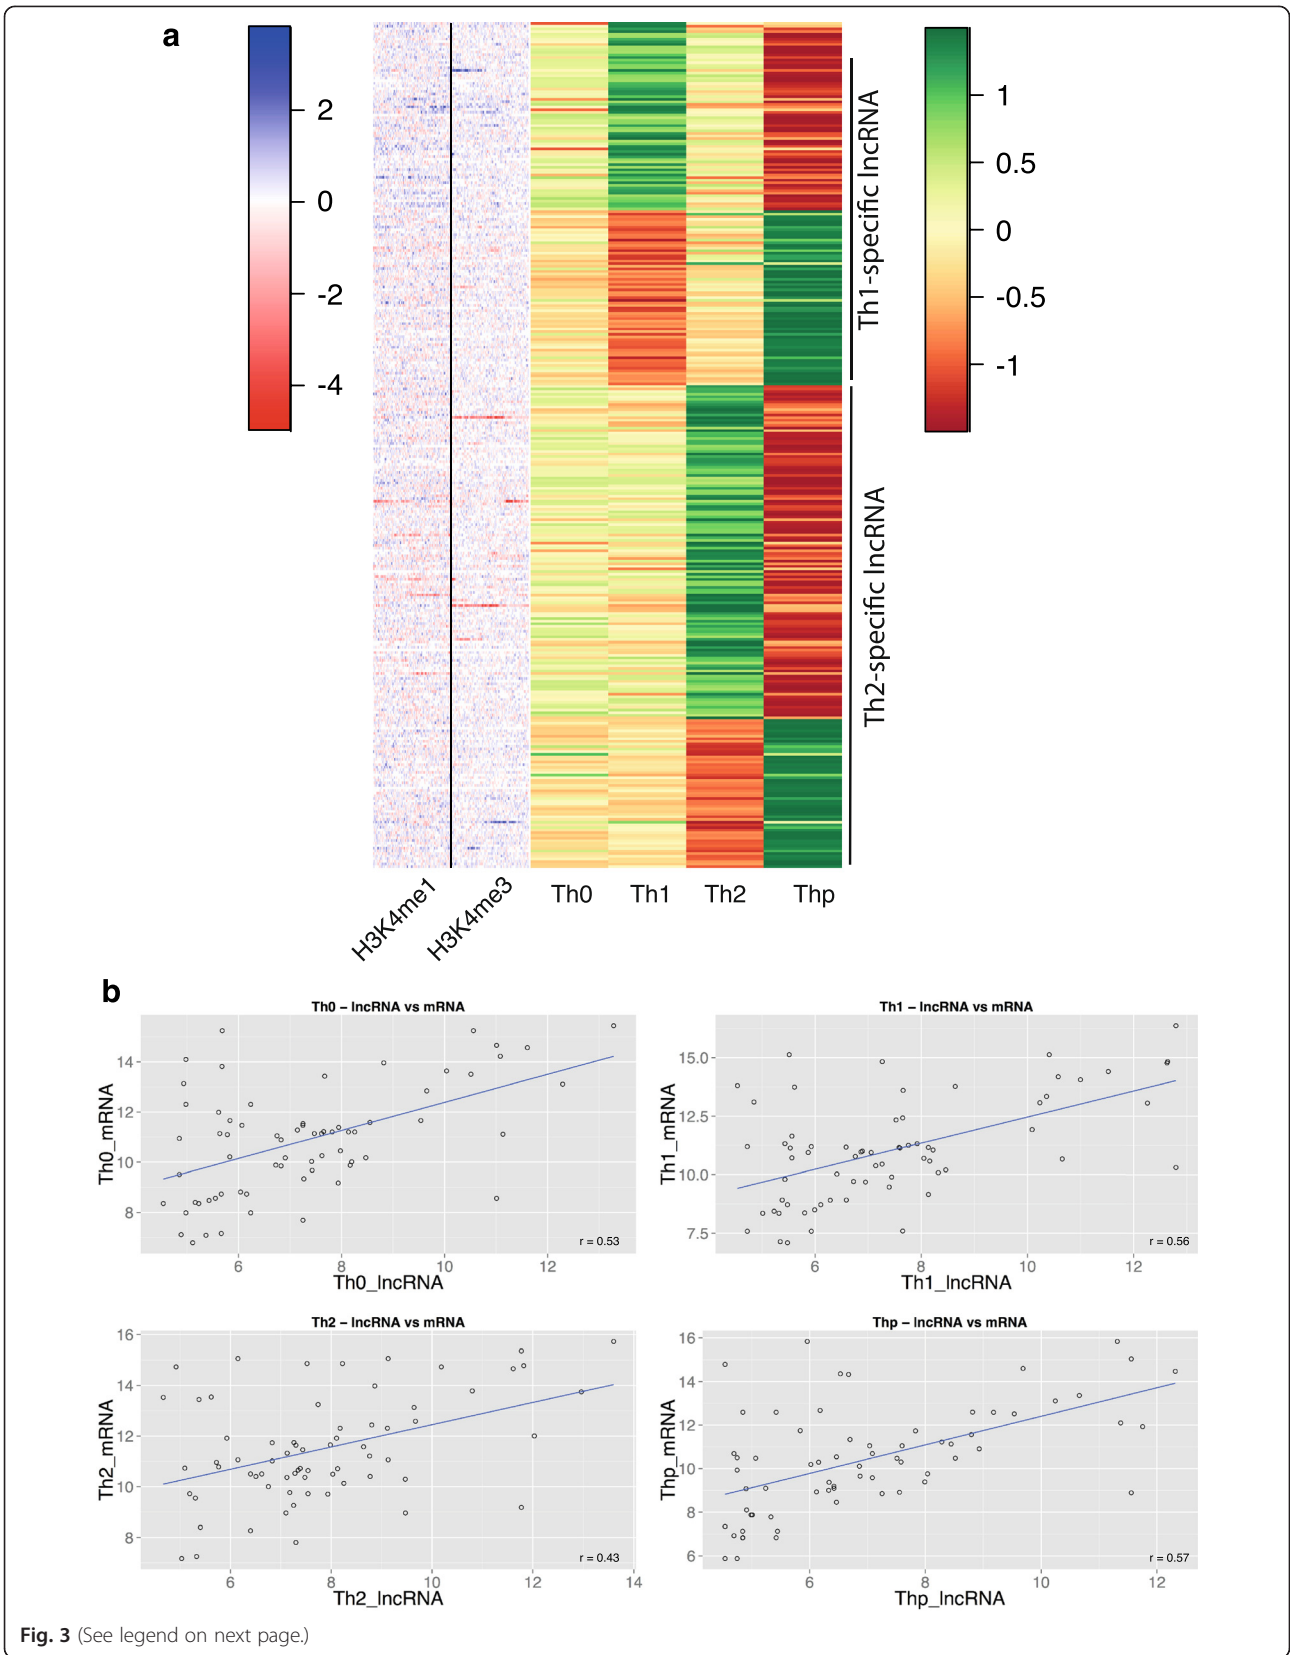 a
2
0
-2
-4
1
0.5
0
-0.5
-1
Th1-specific lncRNA
Th2-specific lncRNA
H3K4me1
H3K4me3
Th0
Th1
Th2
Thp
b
Th0 – lncRNA vs mRNA
Th0_mRNA
14
12
10
8
6
8
10
12
r = 0.53
Th0_lncRNA
Th1 – lncRNA vs mRNA
Th1_mRNA
15.0
12.5
10.0
7.5
6
8
10
12
r = 0.56
Th1_lncRNA
Th2 – lncRNA vs mRNA
Th2_mRNA
16
14
12
10
8
6
8
10
12
14
r = 0.43
Th2_lncRNA
Thp – lncRNA vs mRNA
Thp_mRNA
16
14
12
10
8
6
6
8
10
12
r = 0.57
Thp_lncRNA
Fig. 3 (See legend on next page.)